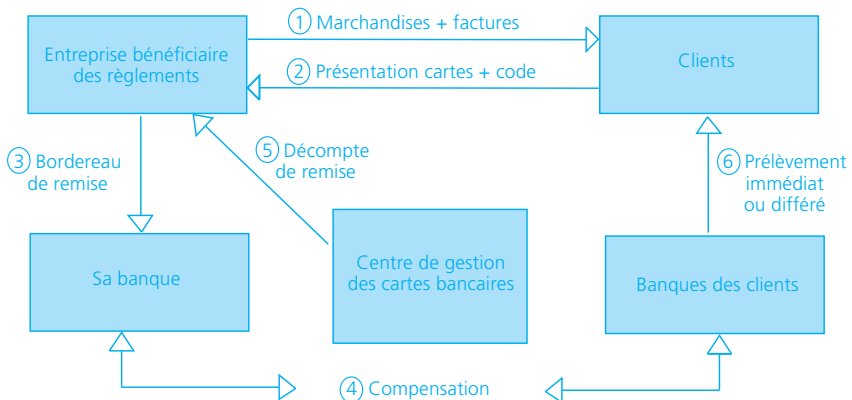 ① Marchandises + factures
Entreprise bénéficiaire
des règlements
Clients
② Présentation cartes + code
③ Bordereau
de remise
⑤ Décompte
de remise
⑥ Prélèvement
immédiat
ou différé
Sa banque
Centre de gestion
des cartes bancaires
Banques des clients
④ Compensation